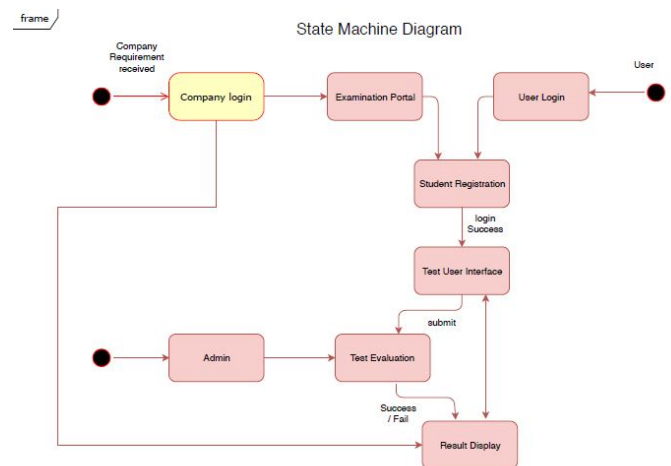 frame
State Machine Diagram
Company
Requirement
received
User
Company login
Examination Portal
User Login
Student Registration
login
Success
Test User Interface
submit
Admin
Test Evaluation
Success
/ Fail
Result Display